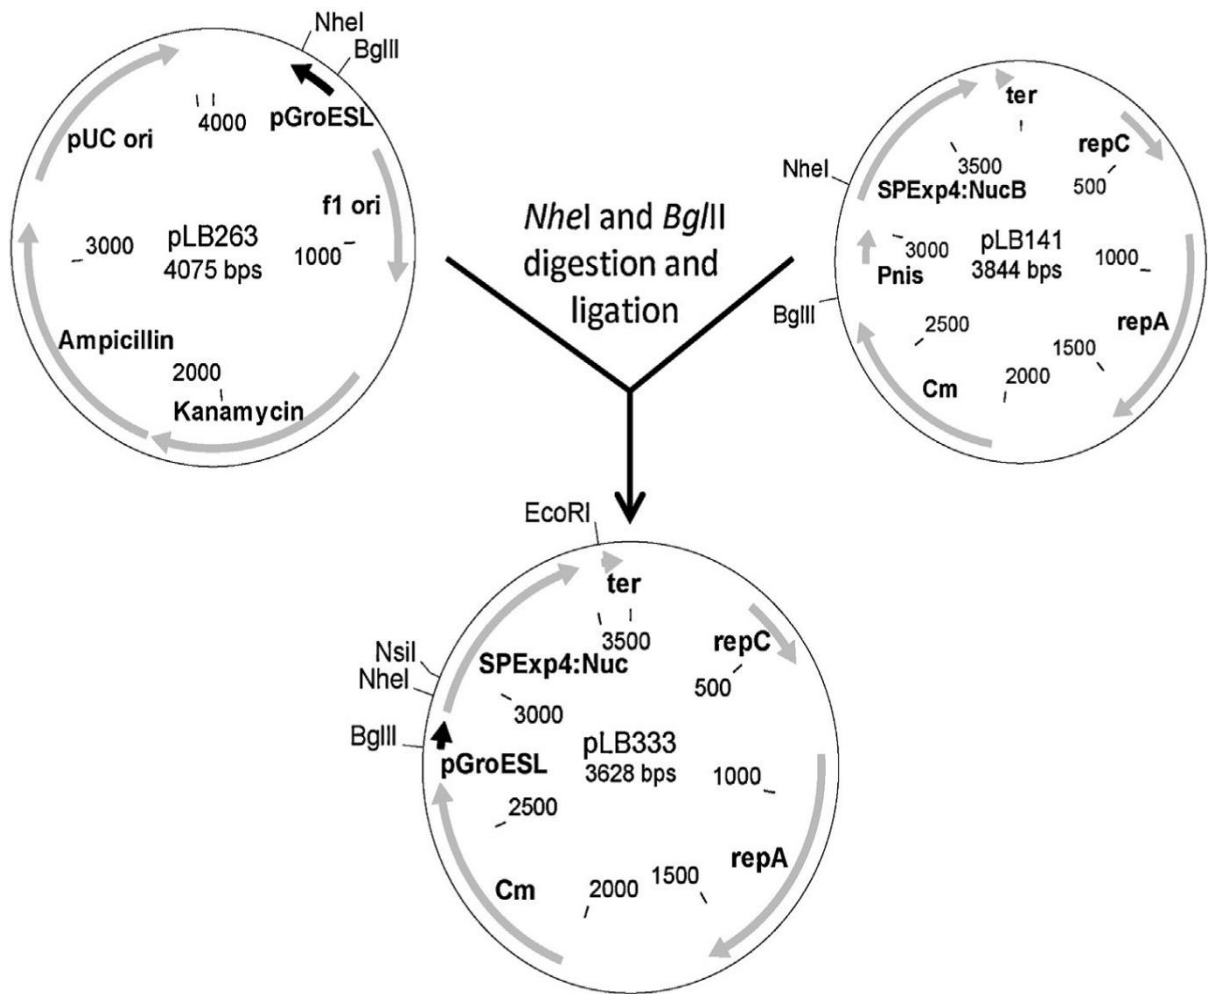 NheI
BglII
4000
pGroESL
pUC ori
f1 ori
3000
pLB263
4075 bps
1000
Ampicillin
2000
Kanamycin
NheI and BglII
digestion and
ligation
ter
repC
3500
500
NheI
SPExp4:NucB
3000
pLB141
3844 bps
1000
Pnis
BglII
2500
repA
1500
2000
Cm
EcoRI
ter
3500
repC
NsiI
NheI
SPExp4:Nuc
500
3000
BglII
pLB333
3628 bps
pGroESL
1000
2500
repA
Cm
2000
1500